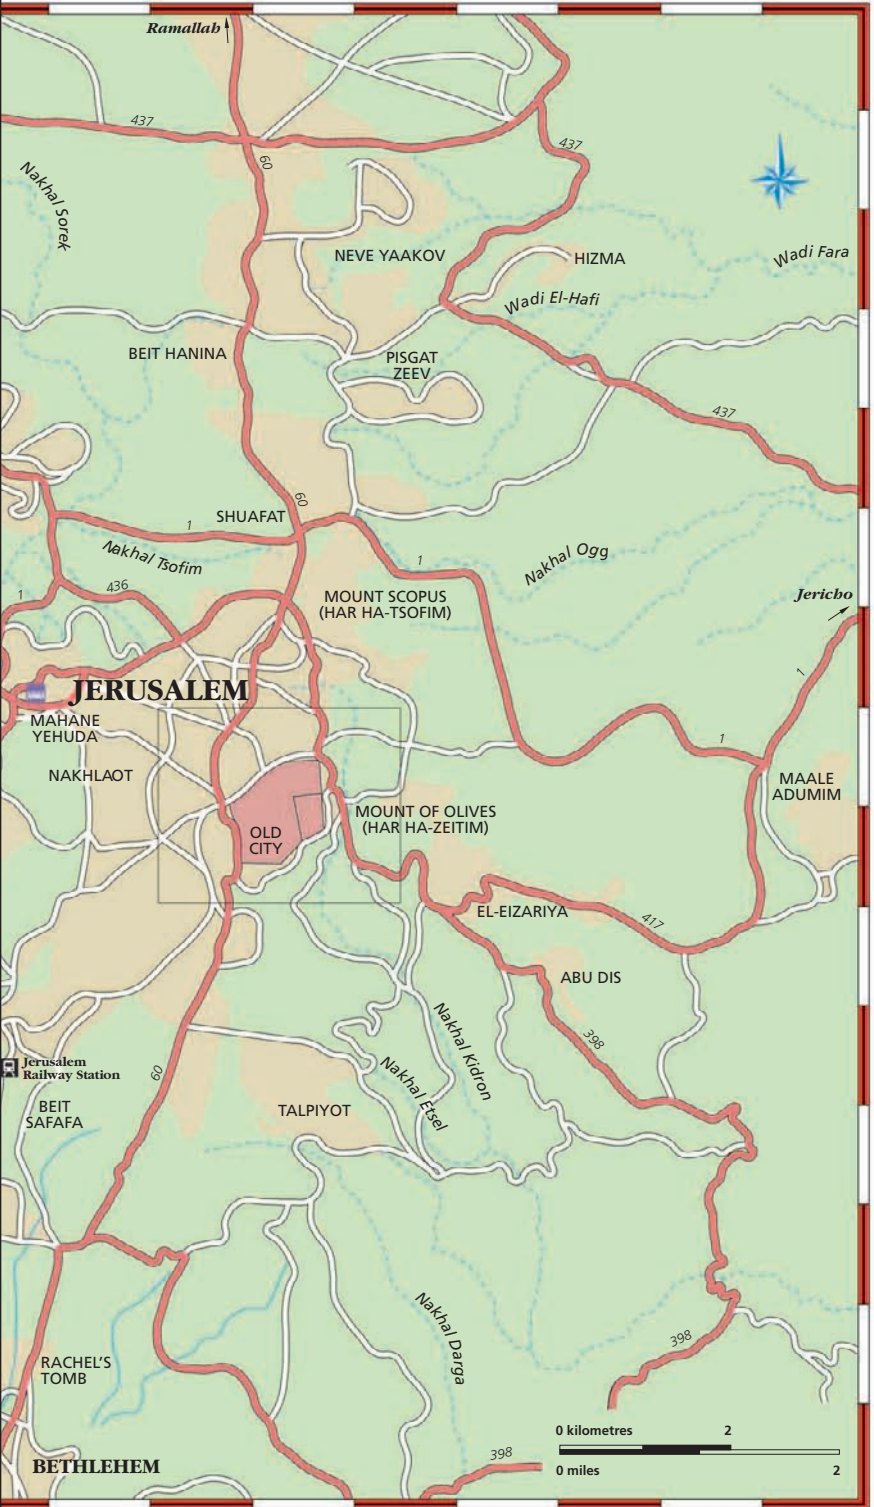 Ramallah
437
437
60
Nakhal Sorek
NEVE YAAKOV
HIZMA
Wadi Fara
Wadi El-Hafi
BEIT HANINA
PISGAT
ZEEV
437
60
SHUAFAT
1
Nakhal Tsofim
1
Nakhal Ogg
436
1
MOUNT SCOPUS
(HAR HA-TSOFIM)
Jericho
1
JERUSALEM
MAHANE
YEHUDA
1
NAKHLAOT
MAALE
ADUMIM
MOUNT OF OLIVES
(HAR HA-ZEITIM)
OLD
CITY
EL-EIZARIYA
417
ABU DIS
Nakhal Kidron
398
Jerusalem
Railway Station
60
Nakhal Etsel
BEIT
SAFAFA
TALPIYOT
Nakhal Darga
398
RACHEL'S
TOMB
0 kilometres 2
398
BETHLEHEM
0 miles 2